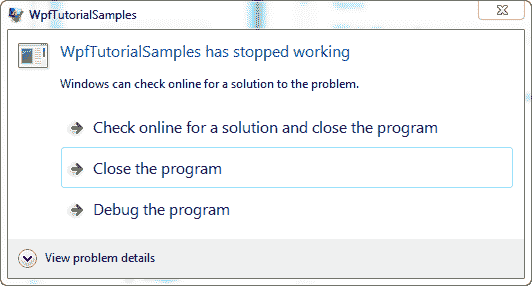 WpfTutorialSamples
WpfTutorialSamples has stopped working
Windows can check online for a solution to the problem.
Check online for a solution and close the program
Close the program
Debug the program
View problem details